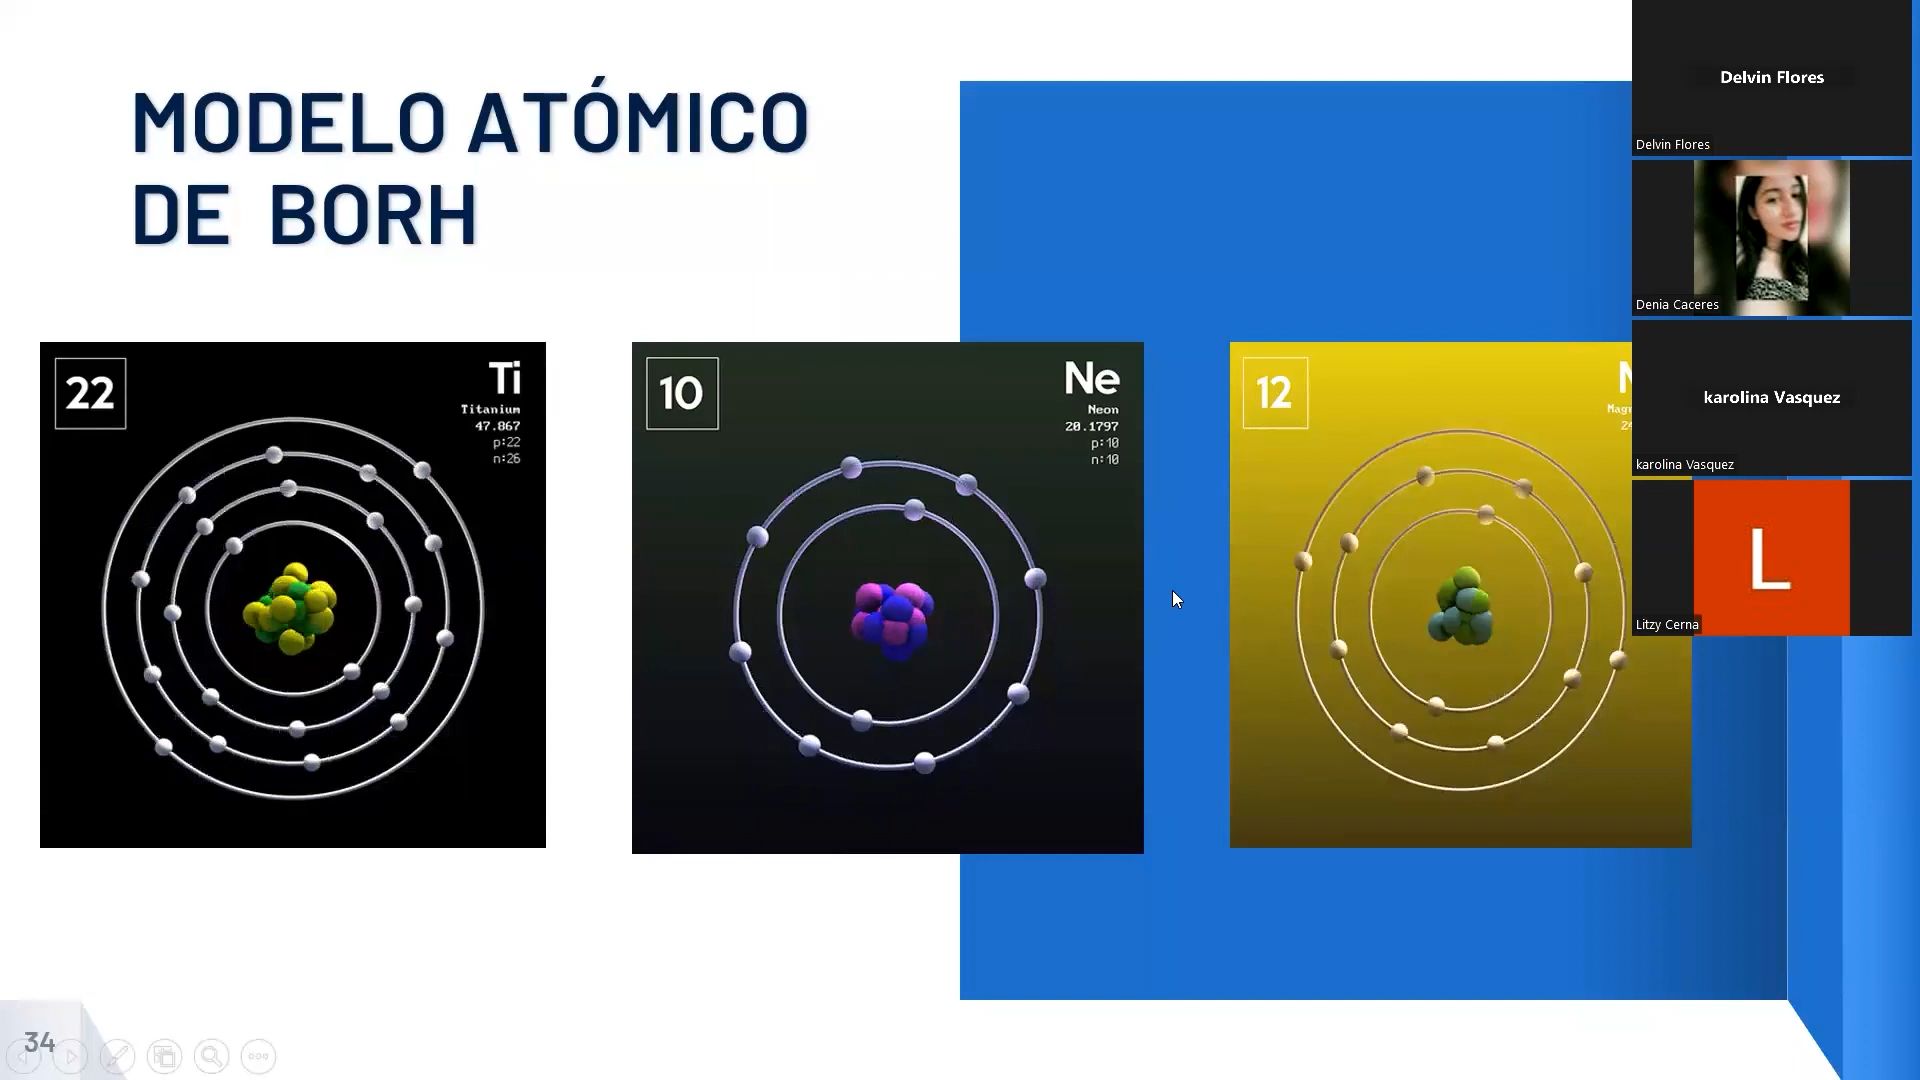 MODELO ATÓMICO
DE BORH
22
Ti
Titanium
47.867
p:22
n:26
10
Ne
Neon
20.1797
p:10
n:10
12
Delvin Flores
Delvin Flores
Denia Caceres
karolina Vasquez
karolina Vasquez
L
Litzy Cerna
34